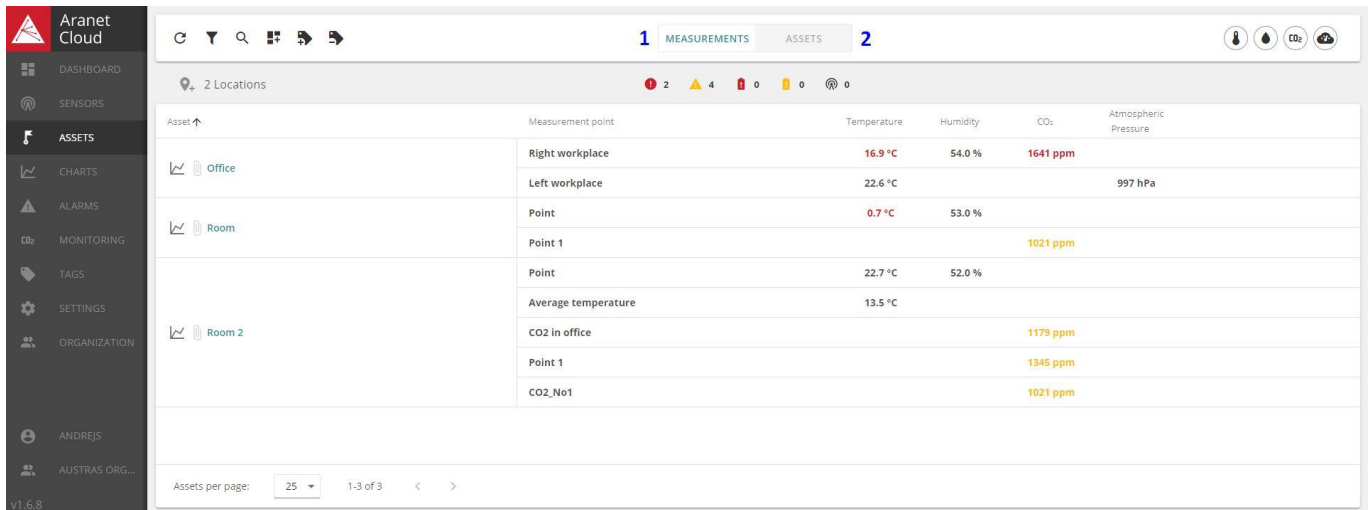 Aranet
Cloud
DASHBOARD
SENSORS
ASSETS
CHARTS
ALARMS
CO2 MONITORING
TAGS
SETTINGS
ORGANIZATION
ANDREJS
AUSTRAS ORG...
v1.6.8
1 MEASUREMENTS ASSETS 2
CO2
2 Locations 2 4 0 0 0
Asset Measurement point Temperature Humidity CO₂ Atmospheric
Pressure
Office
Right workplace 16.9 °C 54.0 % 1641 ppm
Left workplace 22.6 °C 997 hPa
Room
Point 0.7 °C 53.0 %
Point 1 1021 ppm
Room 2
Point 22.7 °C 52.0 %
Average temperature 13.5 °C
CO2 in office 1179 ppm
Point 1 1345 ppm
CO2_No1 1021 ppm
Assets per page: 25 1-3 of 3 < >